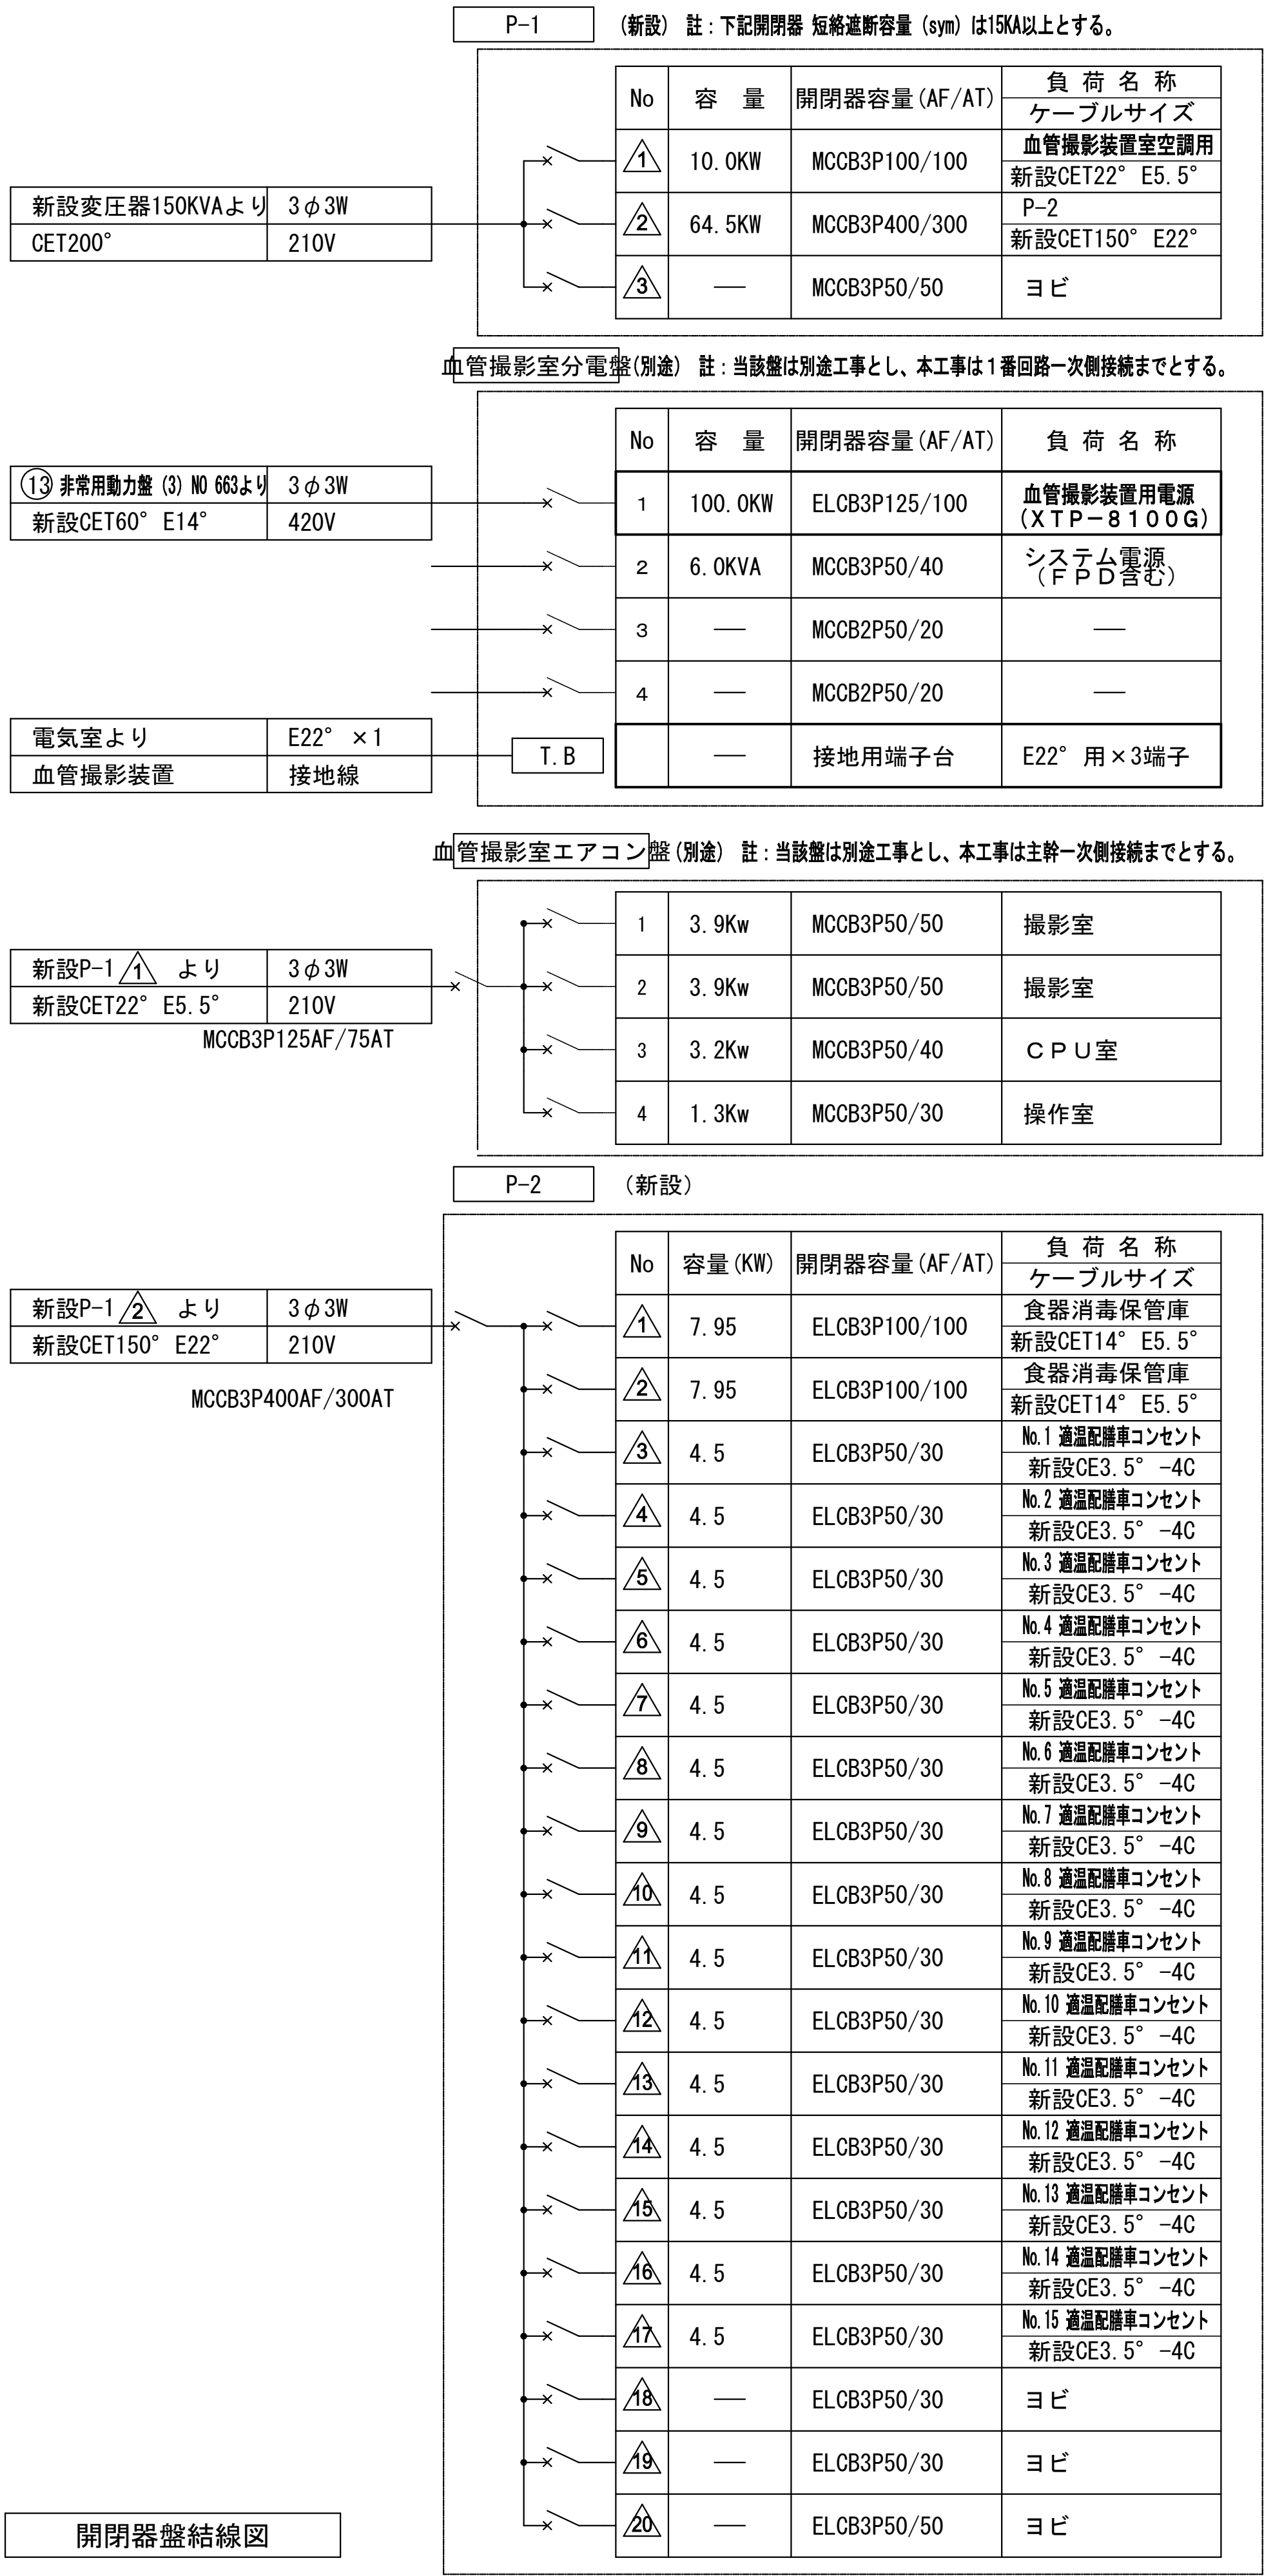 P-1 (新設) 註：下記開閉器 短絡遮断容量 (sym) は15KA以上とする。
No 容 量 開閉器容量(AF/AT) 負 荷 名 称
ケーブルサイズ
1 10.0KW MCCB3P100/100 血管撮影装置室空調用
新設CET22° E5.5°
新設変圧器150KVAより 3φ3W
CET200° 210V
2 64.5KW MCCB3P400/300 P-2
新設CET150° E22°
3 — MCCB3P50/50 ヨビ
血管撮影室分電盤(別途) 註：当該盤は別途工事とし、本工事は１番回路一次側接続までとする。
No 容 量 開閉器容量(AF/AT) 負 荷 名 称
⑬ 非常用動力盤 (3) NO 663より 3φ3W
新設CET60° E14° 420V
1 100.0KW ELCB3P125/100 血管撮影装置用電源
(ＸＴＰ－８１００Ｇ)
2 6.0KVA MCCB3P50/40 システム電源
(ＦＰＤ含む)
3 — MCCB2P50/20 —
4 — MCCB2P50/20 —
電気室より E22° ×1
血管撮影装置 接地線
T.B — 接地用端子台 E22° 用×3端子
血管撮影室エアコン盤(別途) 註：当該盤は別途工事とし、本工事は主幹一次側接続までとする。
1 3.9Kw MCCB3P50/50 撮影室
新設P-1 1 より 3φ3W
新設CET22° E5.5° 210V
MCCB3P125AF/75AT
2 3.9Kw MCCB3P50/50 撮影室
3 3.2Kw MCCB3P50/40 ＣＰＵ室
4 1.3Kw MCCB3P50/30 操作室
P-2 (新設)
No 容量(KW) 開閉器容量(AF/AT) 負 荷 名 称
ケーブルサイズ
新設P-1 2 より 3φ3W
新設CET150° E22° 210V
MCCB3P400AF/300AT
1 7.95 ELCB3P100/100 食器消毒保管庫
新設CET14° E5.5°
2 7.95 ELCB3P100/100 食器消毒保管庫
新設CET14° E5.5°
3 4.5 ELCB3P50/30 No.1 適温配膳車コンセント
新設CE3.5° -4C
4 4.5 ELCB3P50/30 No.2 適温配膳車コンセント
新設CE3.5° -4C
5 4.5 ELCB3P50/30 No.3 適温配膳車コンセント
新設CE3.5° -4C
6 4.5 ELCB3P50/30 No.4 適温配膳車コンセント
新設CE3.5° -4C
7 4.5 ELCB3P50/30 No.5 適温配膳車コンセント
新設CE3.5° -4C
8 4.5 ELCB3P50/30 No.6 適温配膳車コンセント
新設CE3.5° -4C
9 4.5 ELCB3P50/30 No.7 適温配膳車コンセント
新設CE3.5° -4C
10 4.5 ELCB3P50/30 No.8 適温配膳車コンセント
新設CE3.5° -4C
11 4.5 ELCB3P50/30 No.9 適温配膳車コンセント
新設CE3.5° -4C
12 4.5 ELCB3P50/30 No.10 適温配膳車コンセント
新設CE3.5° -4C
13 4.5 ELCB3P50/30 No.11 適温配膳車コンセント
新設CE3.5° -4C
14 4.5 ELCB3P50/30 No.12 適温配膳車コンセント
新設CE3.5° -4C
15 4.5 ELCB3P50/30 No.13 適温配膳車コンセント
新設CE3.5° -4C
16 4.5 ELCB3P50/30 No.14 適温配膳車コンセント
新設CE3.5° -4C
17 4.5 ELCB3P50/30 No.15 適温配膳車コンセント
新設CE3.5° -4C
18 — ELCB3P50/30 ヨビ
19 — ELCB3P50/30 ヨビ
20 — ELCB3P50/50 ヨビ
開閉器盤結線図